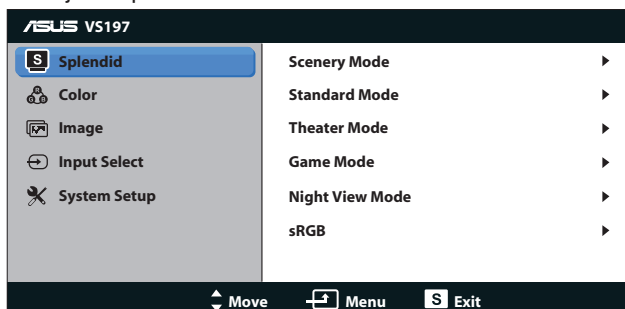 ASUS VS197
S Splendid
Color
Image
Input Select
System Setup
Scenery Mode
Standard Mode
Theater Mode
Game Mode
Night View Mode
sRGB
Move Menu S Exit